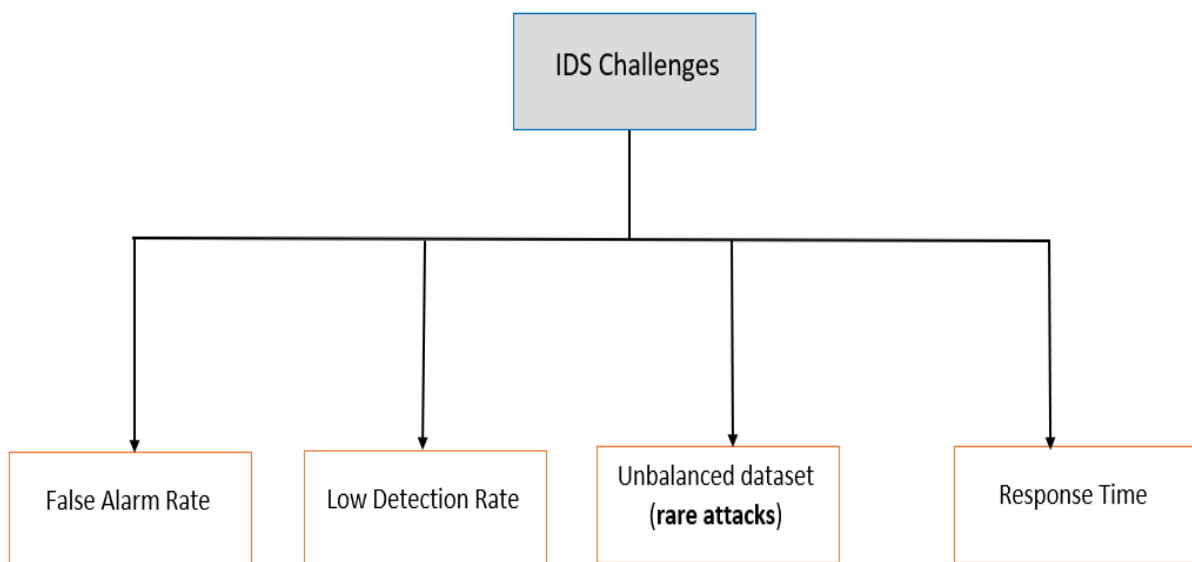 IDS Challenges
False Alarm Rate
Low Detection Rate
Unbalanced dataset
(rare attacks)
Response Time